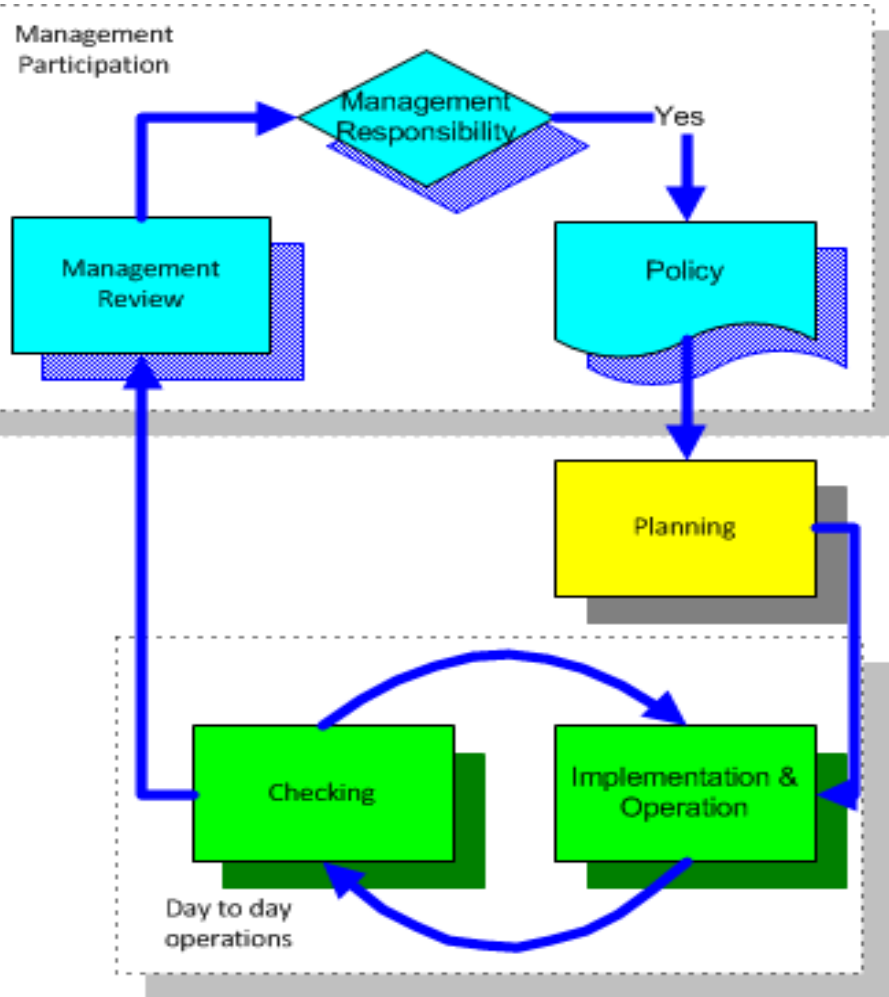 Management
Participation
Management
Responsibility
Yes
Management
Review
Policy
Planning
Checking
Implementation &
Operation
Day to day
operations